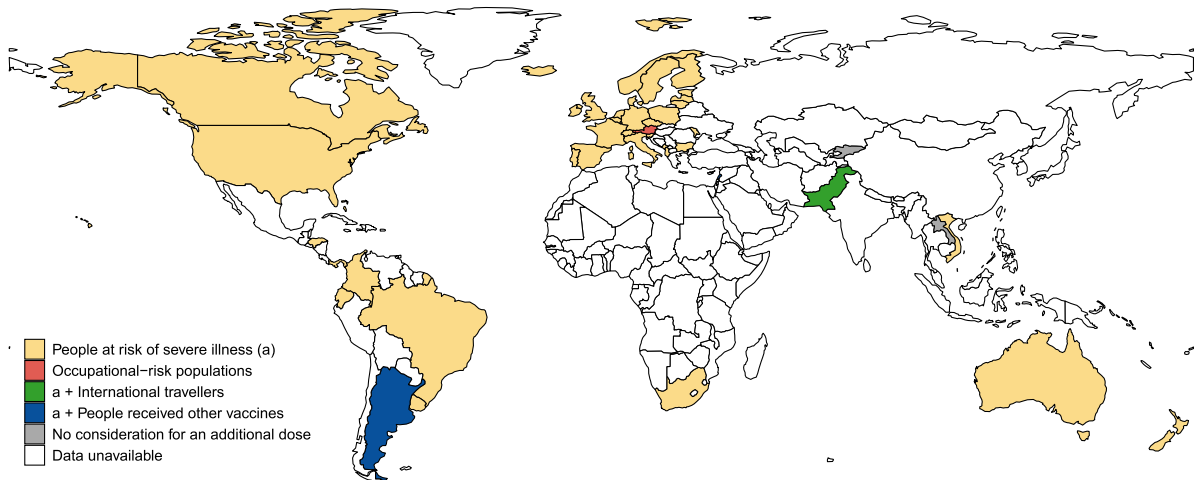 People at risk of severe illness (a)
Occupational−risk populations
a + International travellers
a + People received other vaccines
No consideration for an additional dose
Data unavailable